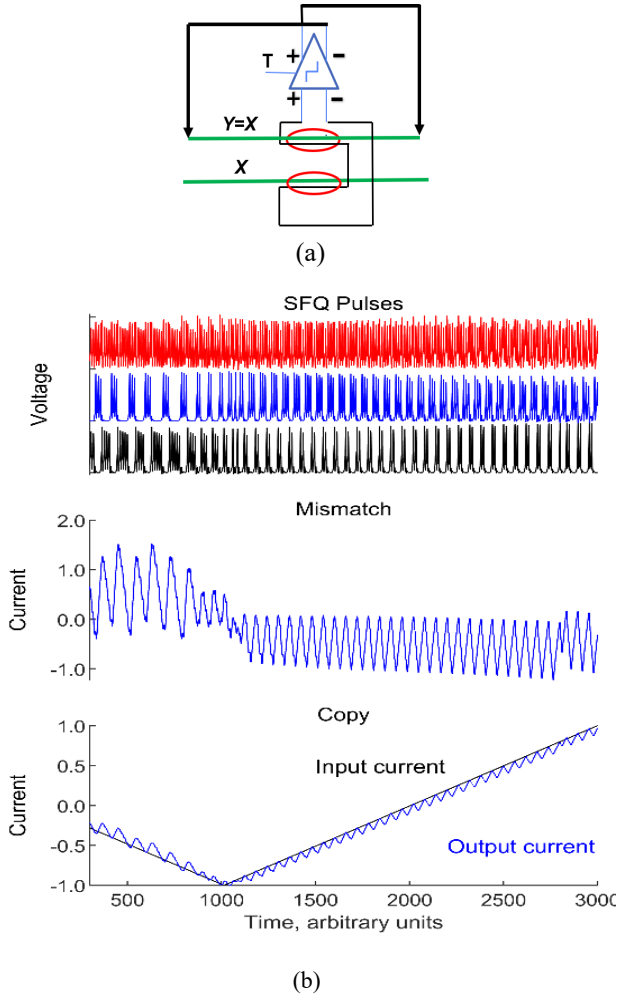 + −
T
+ −
Y=X
X
(a)
SFQ Pulses
Voltage
Mismatch
2.0
1.0
0.0
-1.0
Current
Copy
1.0
0.5
0.0
-0.5
-1.0
Current
Input current
Output current
500 1000 1500 2000 2500 3000
Time, arbitrary units
(b)